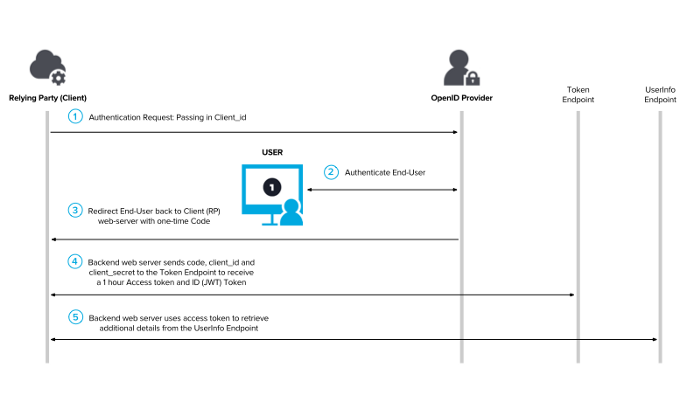 Relying Party (Client)
OpenID Provider
Token
Endpoint
UserInfo
Endpoint
1 Authentication Request: Passing in Client_id
USER
1
2 Authenticate End-User
3 Redirect End-User back to Client (RP)
web-server with one-time Code
4 Backend web server sends code, client_id and
client_secret to the Token Endpoint to receive
a 1 hour Access token and ID (JWT) Token
5 Backend web server uses access token to retrieve
additional details from the UserInfo Endpoint